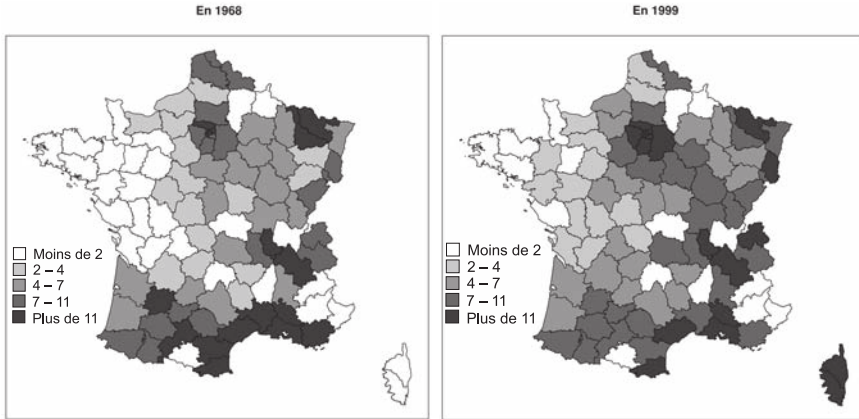 En 1968
En 1999
Moins de 2
2 – 4
4 – 7
7 – 11
Plus de 11
Moins de 2
2 – 4
4 – 7
7 – 11
Plus de 11